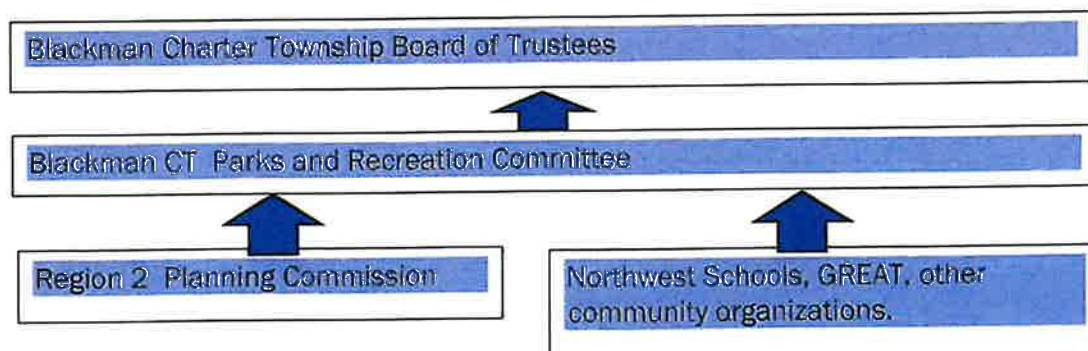 Blackman Charter Township Board of Trustees
Blackman CT Parks and Recreation Committee
Region 2 Planning Commission
Northwest Schools, GREAT, other
community organizations.